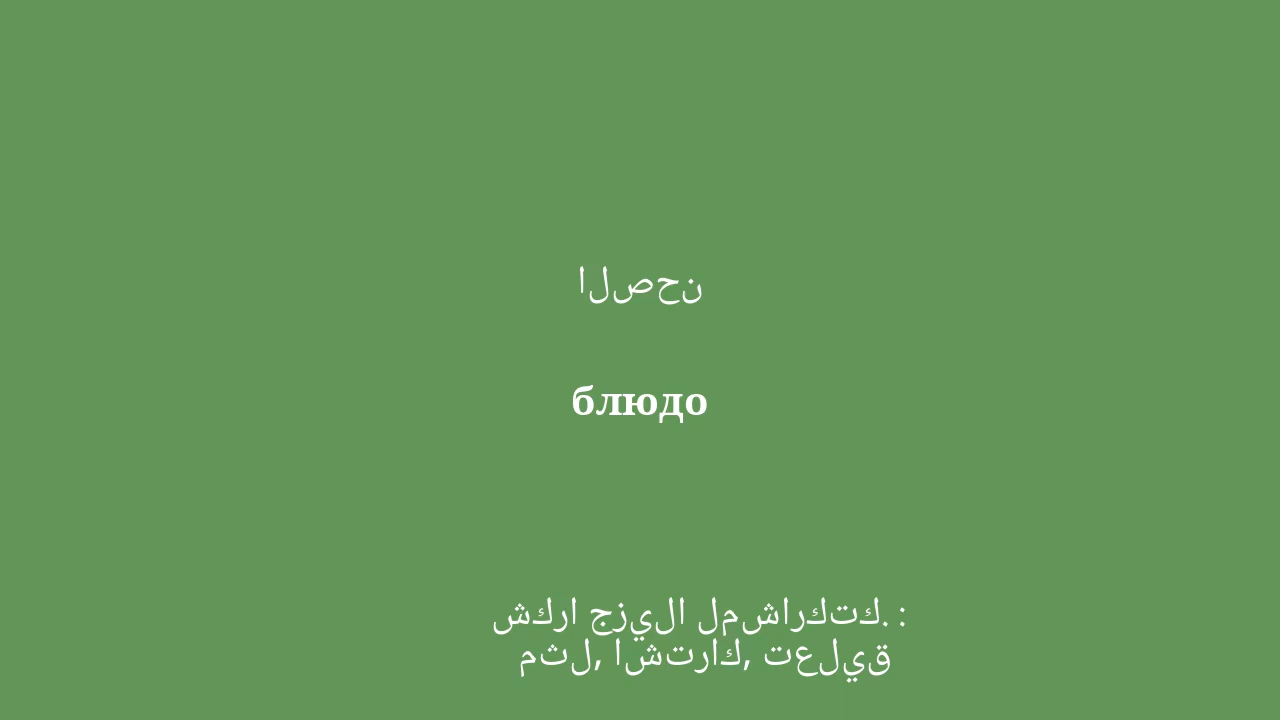 الصحن
блюдо
شكرا جزيلا لمشاركتك. :
مثل, اشتراك, تعليق